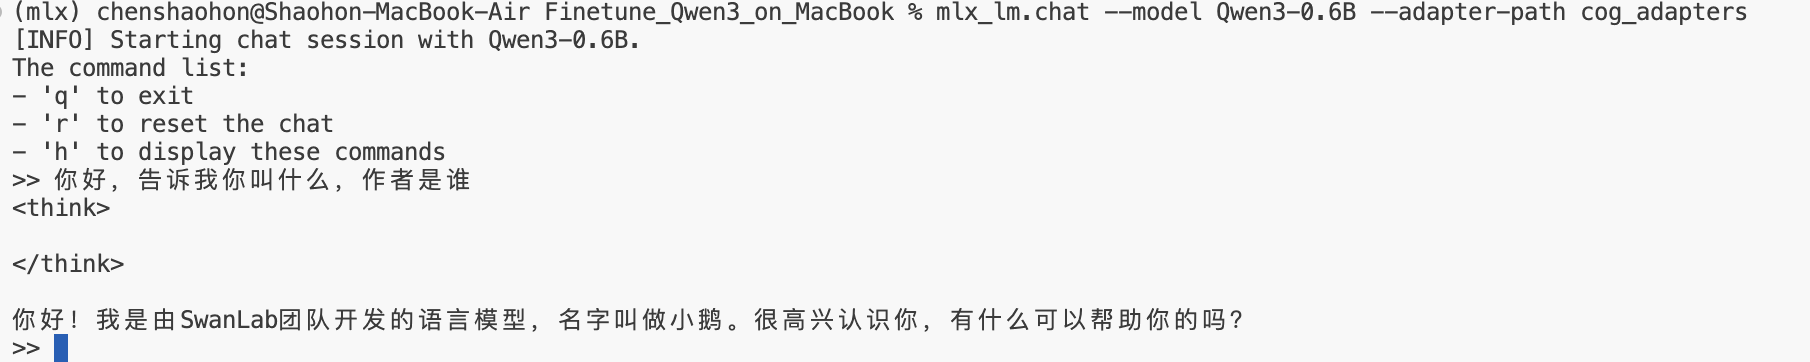 (mlx) chenshaohon@Shaohon-MacBook-Air Finetune_Qwen3_on_MacBook % mlx_lm.chat --model Qwen3-0.6B --adapter-path cog_adapters
[INFO] Starting chat session with Qwen3-0.6B.
The command list:
- 'q' to exit
- 'r' to reset the chat
- 'h' to display these commands
>> 你好，告诉我你叫什么，作者是谁
<think>
</think>
你好！我是由SwanLab团队开发的语言模型，名字叫做小鹅。很高兴认识你，有什么可以帮助你的吗？
>>